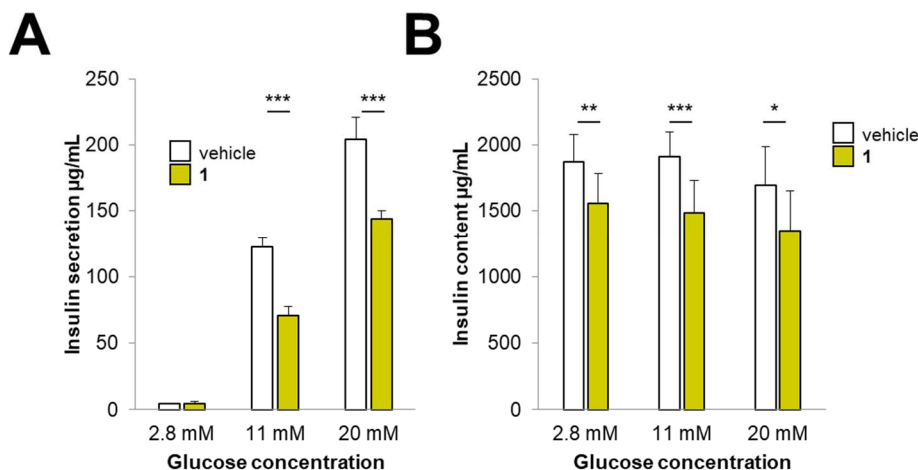 A
Insulin secretion µg/mL
250
200
150
100
50
0
***
***
vehicle
1
2.8 mM 11 mM 20 mM
Glucose concentration
B
Insulin content µg/mL
2500
2000
1500
1000
500
0
**
***
*
vehicle
1
2.8 mM 11 mM 20 mM
Glucose concentration